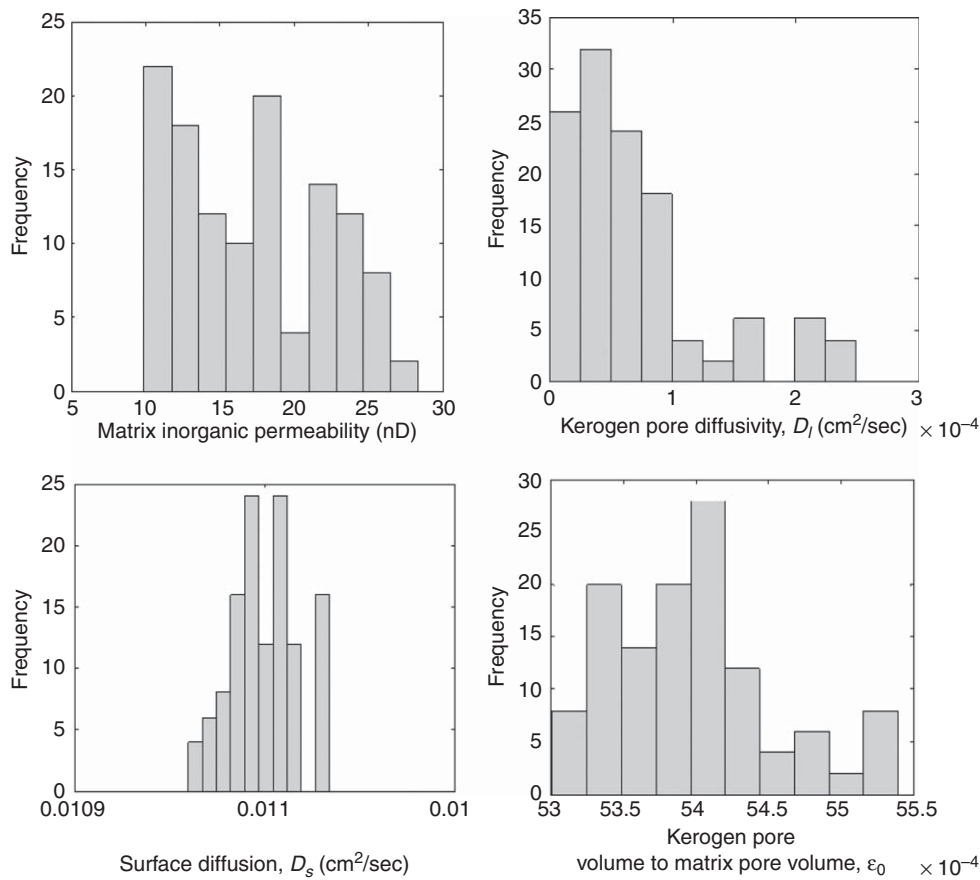 25
20
15
10
5
0
Frequency
5 10 15 20 25 30
Matrix inorganic permeability (nD)
35
30
25
20
15
10
5
0
Frequency
0 1 2 3
Kerogen pore diffusivity, D_l (cm²/sec) × 10⁻⁴
25
20
15
10
5
0
Frequency
0.0109 0.011 0.01
Surface diffusion, D_s (cm²/sec)
30
25
20
15
10
5
0
Frequency
53 53.5 54 54.5 55 55.5
Kerogen pore
volume to matrix pore volume, ε₀ × 10⁻⁴